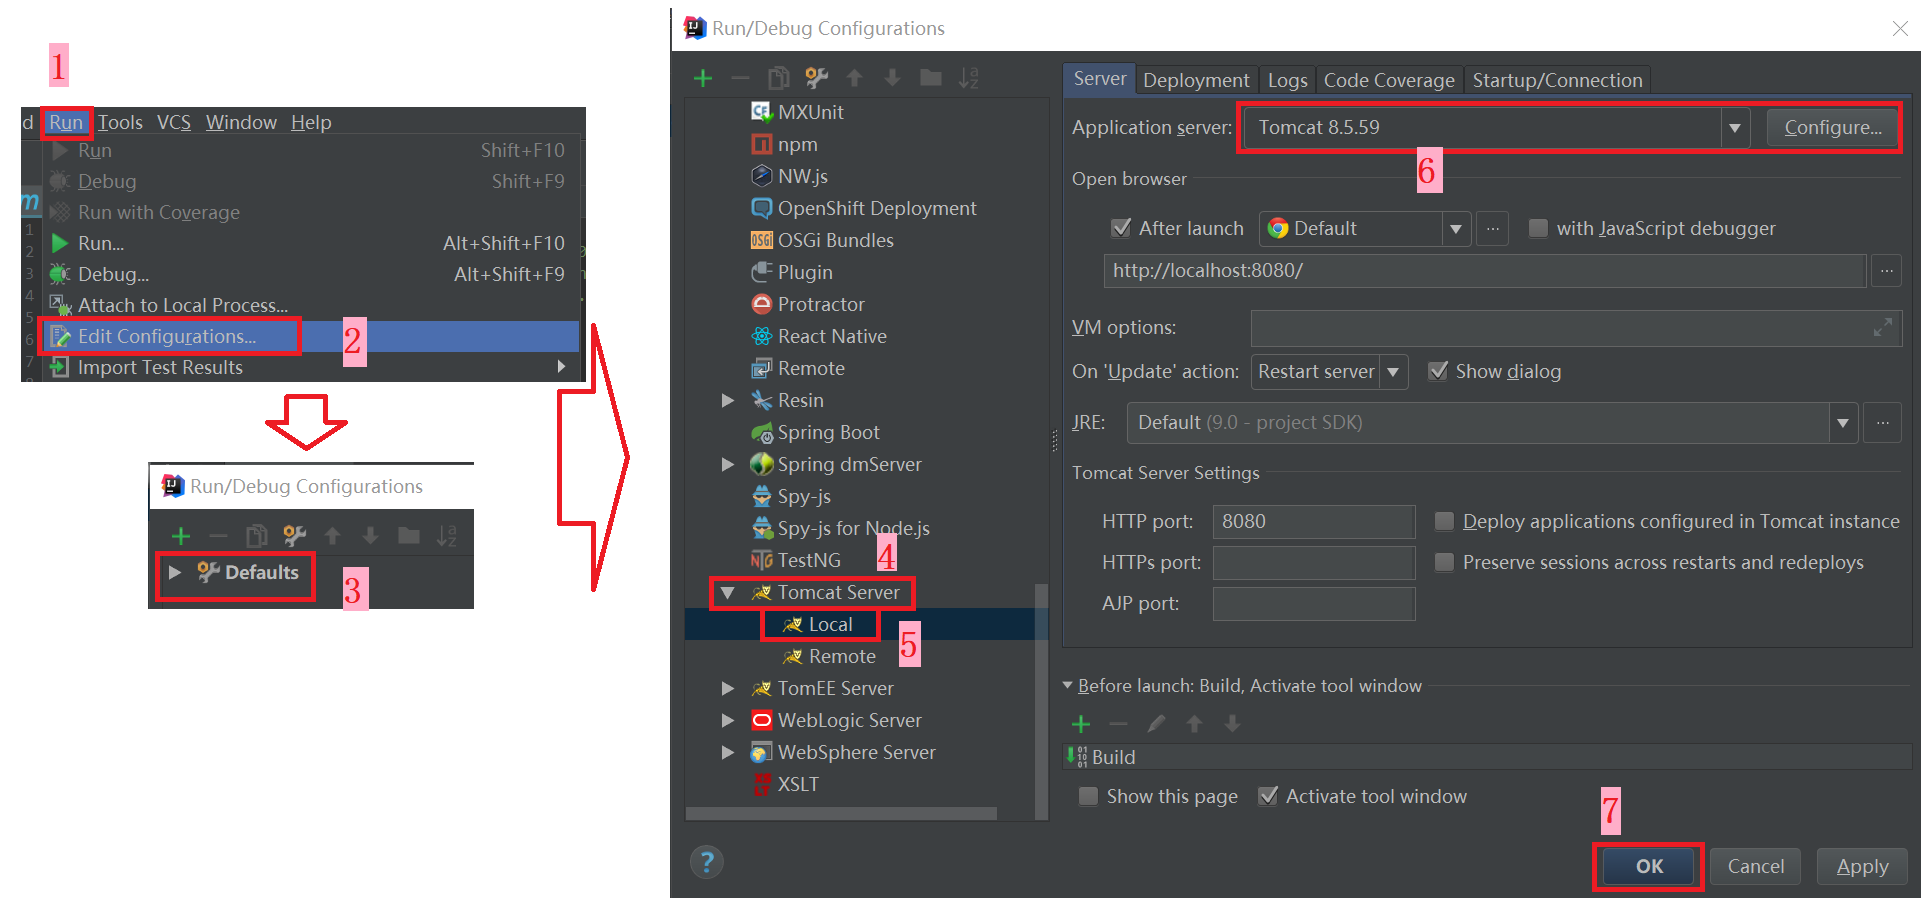 1
d Run Tools VCS Window Help
Run Shift+F10
Debug Shift+F9
m
Run with Coverage
1
Run... Alt+Shift+F10
2
Debug... Alt+Shift+F9
3
Attach to Local Process...
4
5
Edit Configurations...
2
6
Import Test Results
7
Run/Debug Configurations
Defaults
3
Run/Debug Configurations
MXUnit
npm
NW.js
OpenShift Deployment
OSGi Bundles
Plugin
Protractor
React Native
Remote
Resin
Spring Boot
Spring dmServer
Spy-js
Spy-js for Node.js
TestNG
4
Tomcat Server
Local
5
Remote
TomEE Server
WebLogic Server
WebSphere Server
XSLT
Server Deployment Logs Code Coverage Startup/Connection
Application server: Tomcat 8.5.59 Configure...
6
Open browser
After launch Default ... with JavaScript debugger
http://localhost:8080/ ...
VM options:
On 'Update' action: Restart server Show dialog
JRE: Default (9.0 - project SDK) ...
Tomcat Server Settings
HTTP port: 8080 Deploy applications configured in Tomcat instance
HTTPs port: Preserve sessions across restarts and redeploys
AJP port:
Before launch: Build, Activate tool window
Build
Show this page Activate tool window
7
? OK Cancel Apply